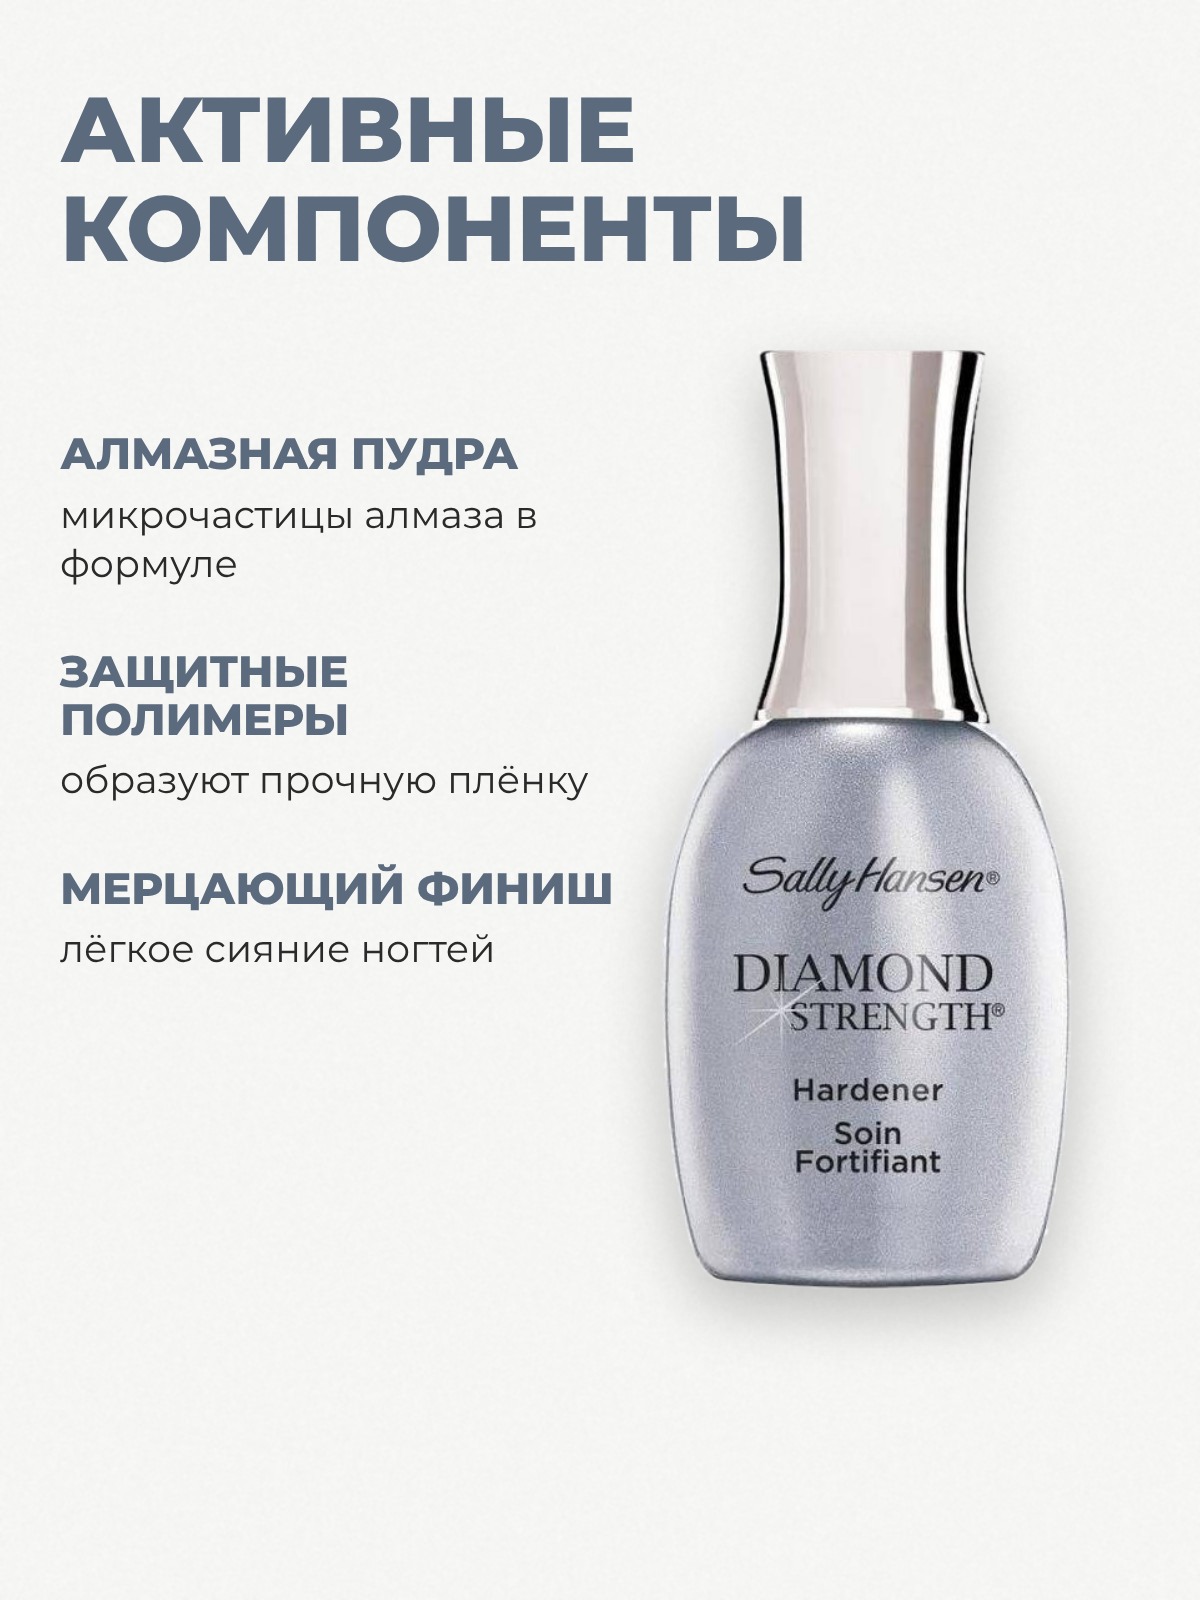 АКТИВНЫЕ
КОМПОНЕНТЫ
АЛМАЗНАЯ ПУДРА
микрочастицы алмаза в
формуле
ЗАЩИТНЫЕ
ПОЛИМЕРЫ
образуют прочную плёнку
МЕРЦАЮЩИЙ ФИНИШ
лёгкое сияние ногтей
Sally Hansen®
DIAMOND
STRENGTH®
Hardener
Soin
Fortifiant